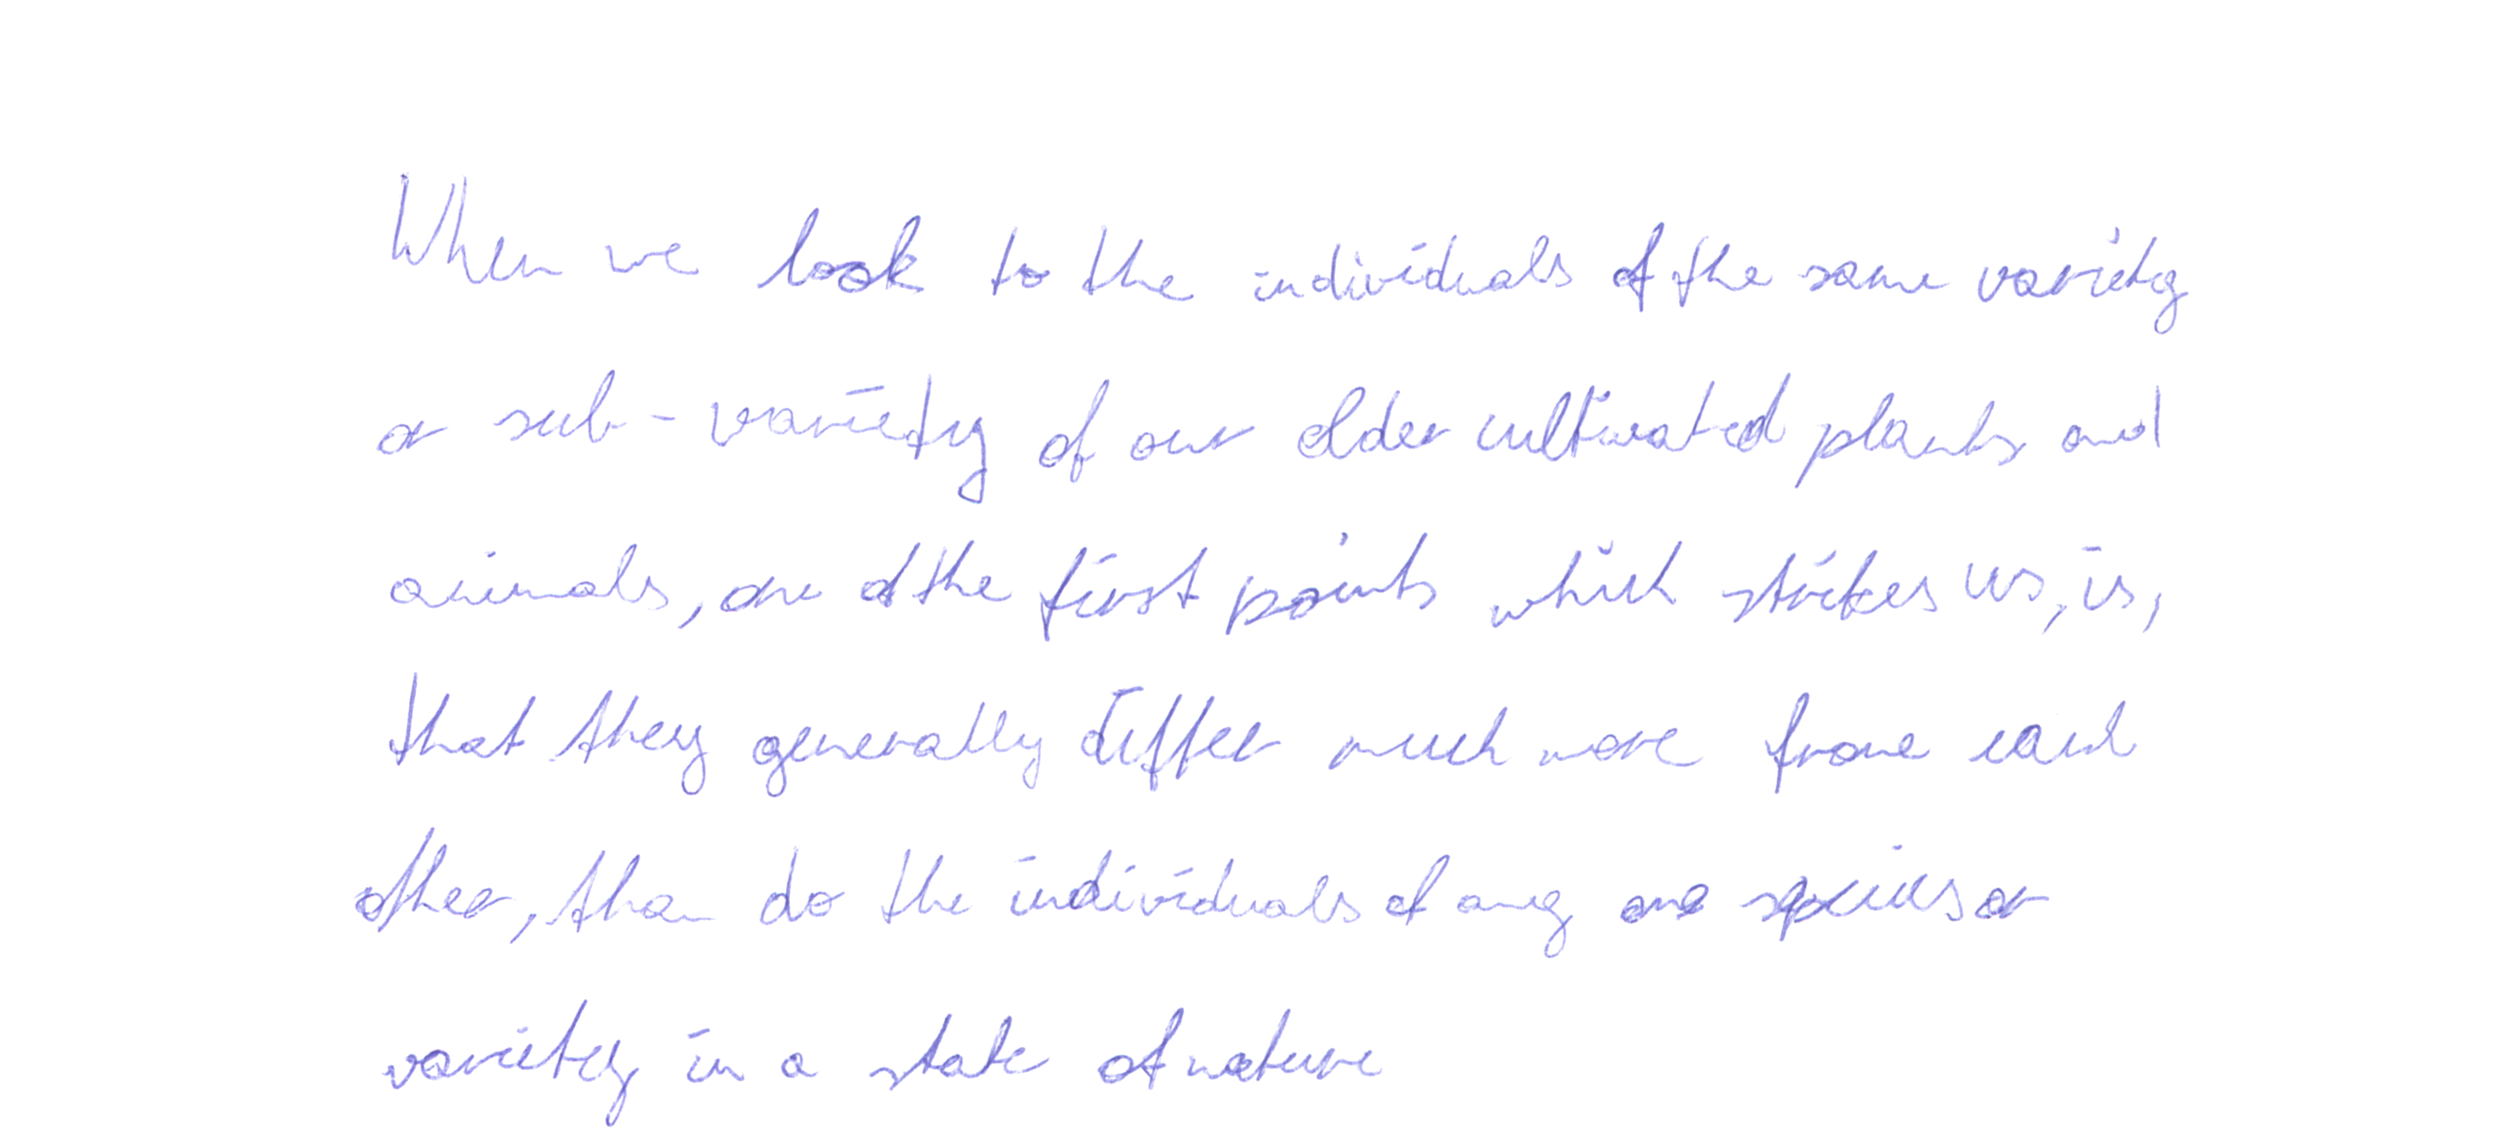 When we look to the individuals of the same variety
or sub-variety of our older cultivated plants and
animals, one of the first points which strikes us, is,
that they generally differ much more from each
other, than do the individuals of any one species or
variety in a state of nature